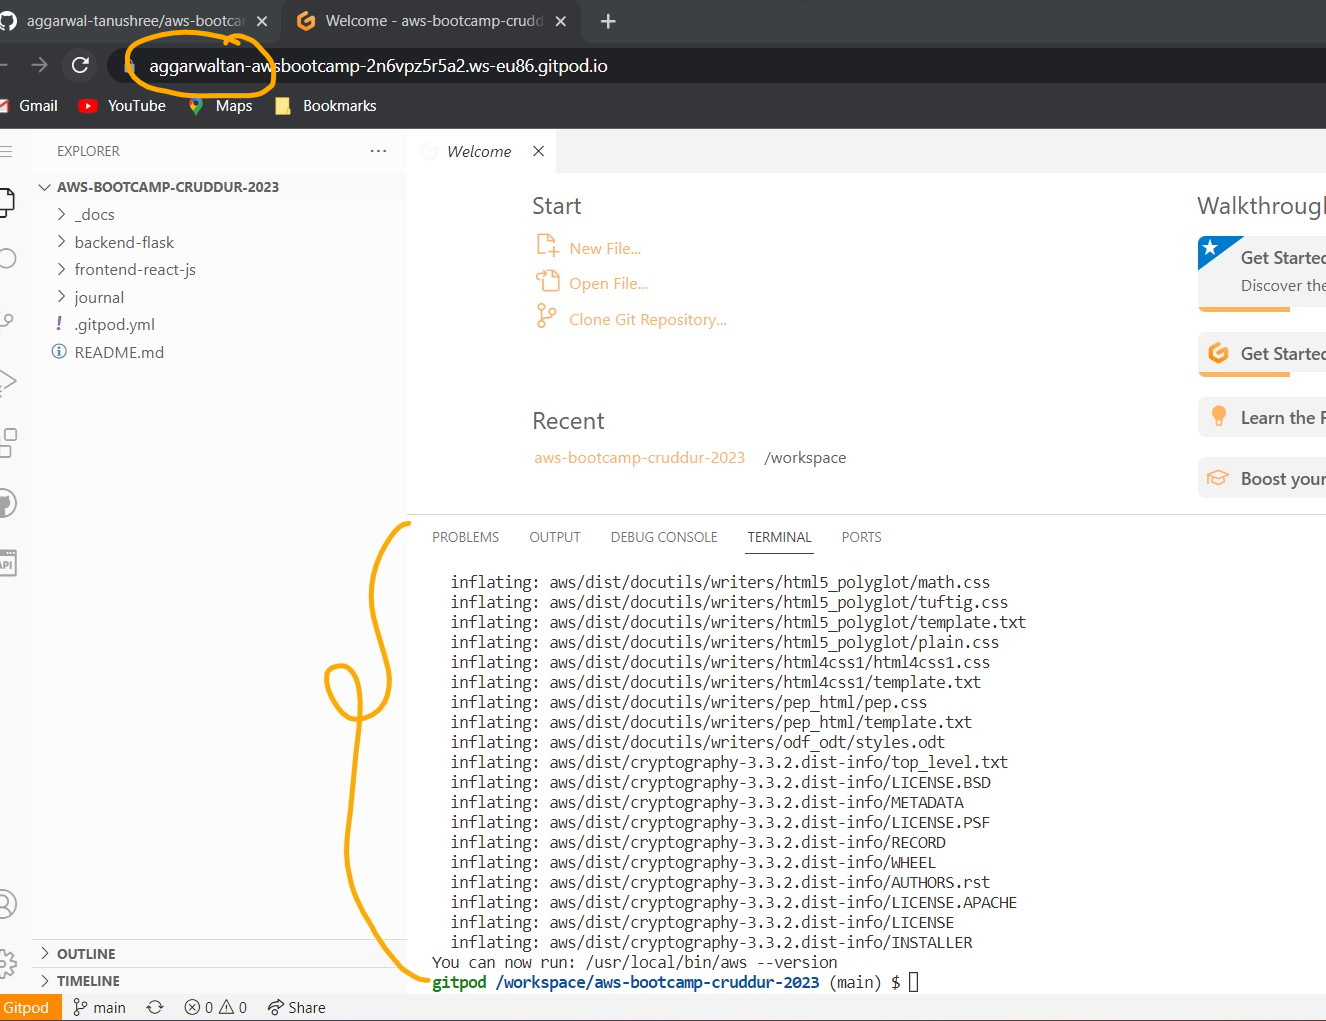 aggarwal-tanushree/aws-bootcar
Welcome - aws-bootcamp-crudd
aggarwaltan-awsbootcamp-2n6vpz5r5a2.ws-eu86.gitpod.io
Gmail YouTube Maps Bookmarks
EXPLORER
AWS-BOOTCAMP-CRUDDUR-2023
_docs
backend-flask
frontend-react-js
journal
.gitpod.yml
README.md
OUTLINE
TIMELINE
Welcome
Start
New File...
Open File...
Clone Git Repository...
Recent
aws-bootcamp-cruddur-2023 /workspace
Walkthroug
Get Started
Discover the
Get Started
Learn the
Boost your
PROBLEMS OUTPUT DEBUG CONSOLE TERMINAL PORTS
inflating: aws/dist/docutils/writers/html5_polyglot/math.css
inflating: aws/dist/docutils/writers/html5_polyglot/tuftig.css
inflating: aws/dist/docutils/writers/html5_polyglot/template.txt
inflating: aws/dist/docutils/writers/html5_polyglot/plain.css
inflating: aws/dist/docutils/writers/html4css1/html4css1.css
inflating: aws/dist/docutils/writers/html4css1/template.txt
inflating: aws/dist/docutils/writers/pep_html/pep.css
inflating: aws/dist/docutils/writers/pep_html/template.txt
inflating: aws/dist/docutils/writers/odf_odt/styles.odt
inflating: aws/dist/cryptography-3.3.2.dist-info/top_level.txt
inflating: aws/dist/cryptography-3.3.2.dist-info/LICENSE.BSD
inflating: aws/dist/cryptography-3.3.2.dist-info/METADATA
inflating: aws/dist/cryptography-3.3.2.dist-info/LICENSE.PSF
inflating: aws/dist/cryptography-3.3.2.dist-info/RECORD
inflating: aws/dist/cryptography-3.3.2.dist-info/WHEEL
inflating: aws/dist/cryptography-3.3.2.dist-info/AUTHORS.rst
inflating: aws/dist/cryptography-3.3.2.dist-info/LICENSE.APACHE
inflating: aws/dist/cryptography-3.3.2.dist-info/LICENSE
inflating: aws/dist/cryptography-3.3.2.dist-info/INSTALLER
You can now run: /usr/local/bin/aws --version
gitpod /workspace/aws-bootcamp-cruddur-2023 (main) $
Gitpod main 0 0 Share